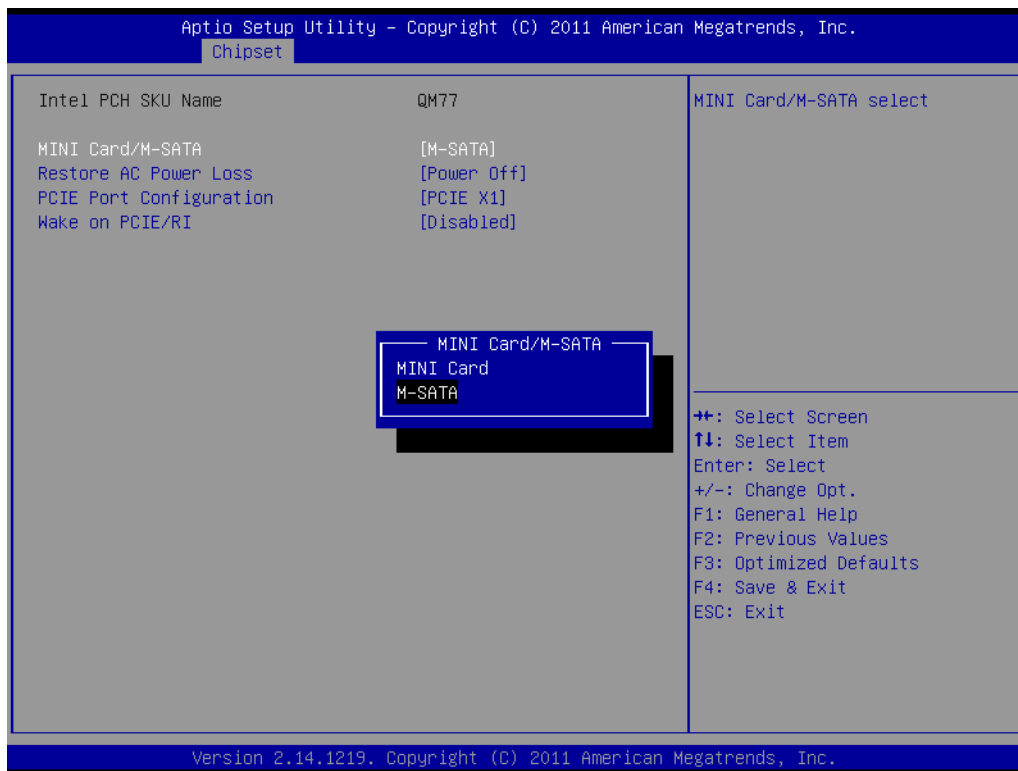 Aptio Setup Utility – Copyright (C) 2011 American Megatrends, Inc.
Chipset
Intel PCH SKU Name QM77
MINI Card/M-SATA [M-SATA]
Restore AC Power Loss [Power Off]
PCIE Port Configuration [PCIE X1]
Wake on PCIE/RI [Disabled]
MINI Card/M-SATA
MINI Card
M-SATA
MINI Card/M-SATA select
→←: Select Screen
↑↓: Select Item
Enter: Select
+/-: Change Opt.
F1: General Help
F2: Previous Values
F3: Optimized Defaults
F4: Save & Exit
ESC: Exit
Version 2.14.1219. Copyright (C) 2011 American Megatrends, Inc.